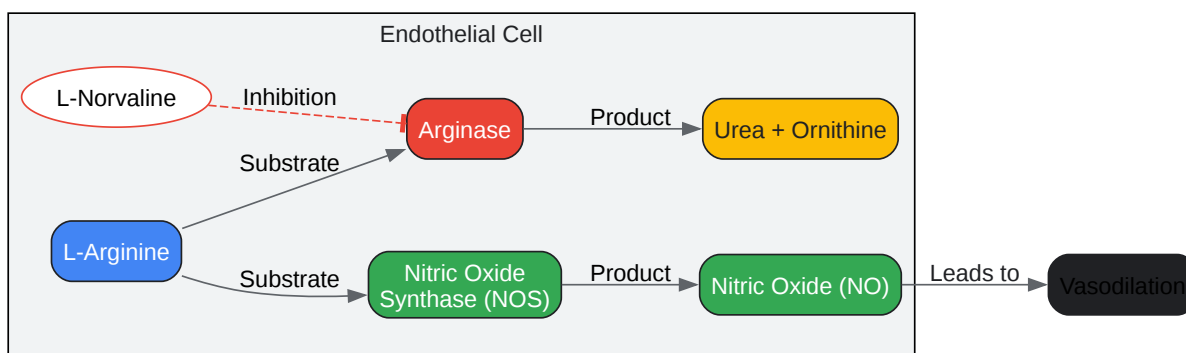 Endothelial Cell
L-Norvaline
Inhibition
Arginase
Product
Urea + Ornithine
Substrate
L-Arginine
Substrate
Nitric Oxide
Synthase (NOS)
Product
Nitric Oxide (NO)
Leads to
Vasodilation